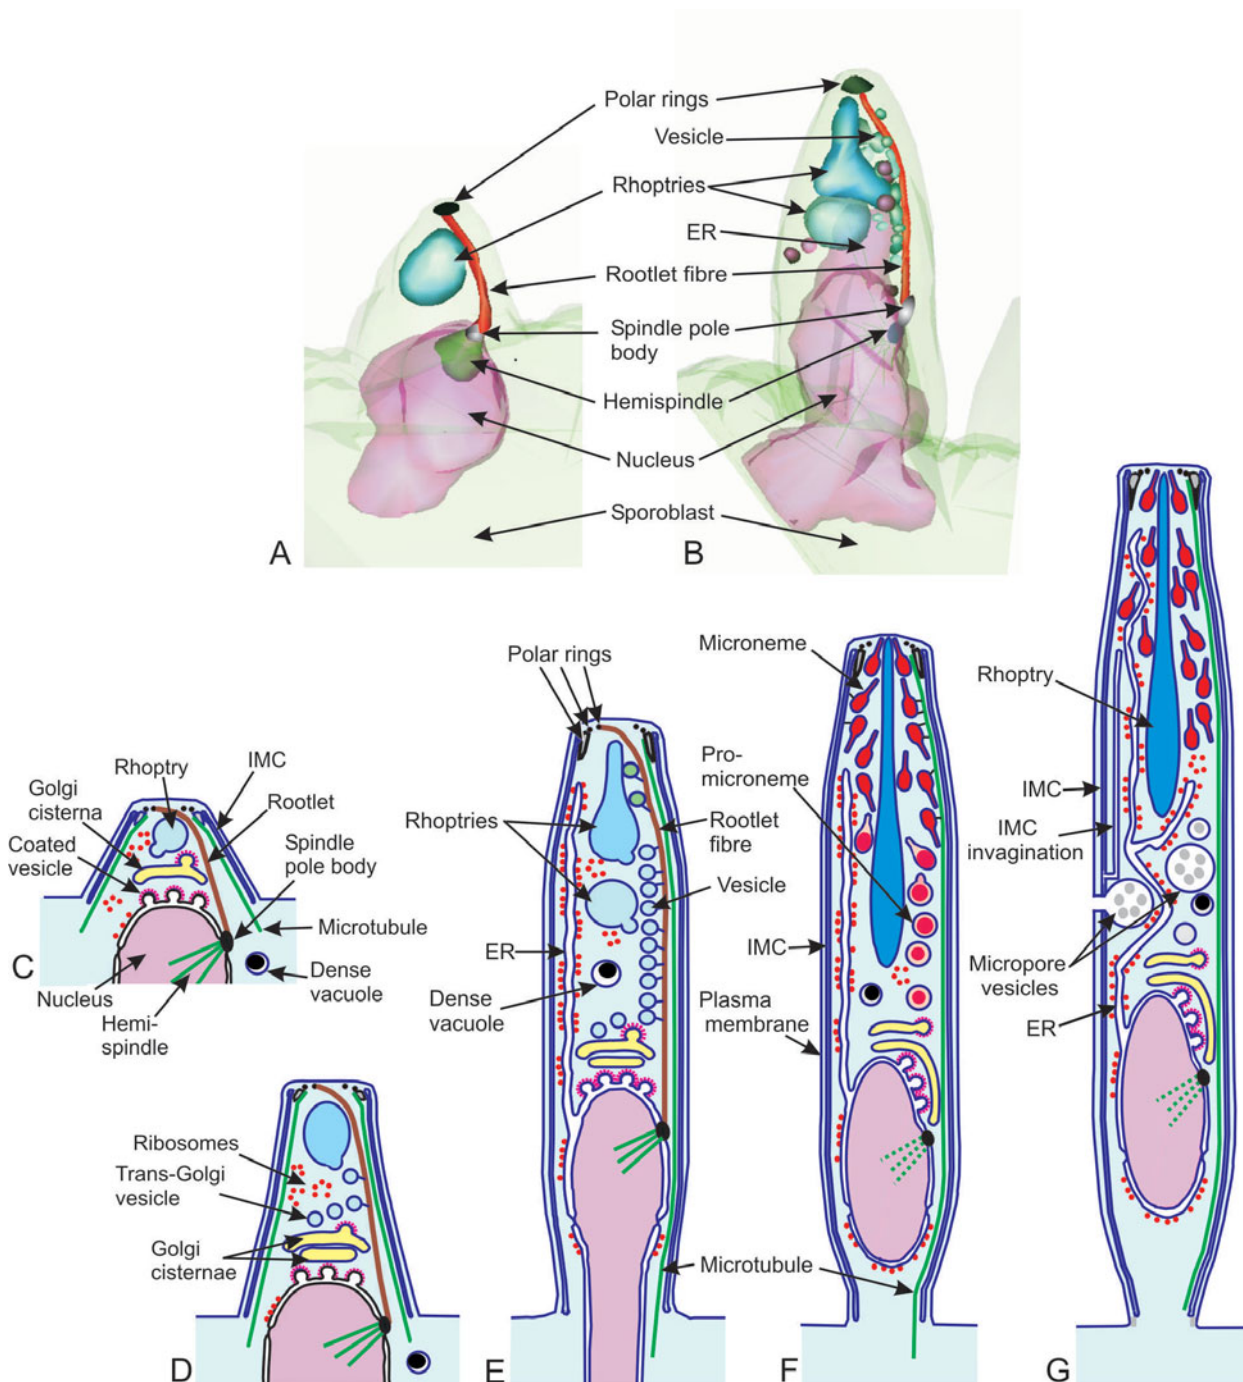 Polar rings
Vesicle
Rhoptries
ER
Rootlet fibre
Spindle pole
body
Hemispindle
Nucleus
Sporoblast
A
B
Rhoptry
IMC
Golgi
cisterna
Rootlet
Coated
vesicle
Spindle
pole body
Microtubule
C
Nucleus
Hemi-
spindle
Dense
vacuole
Ribosomes
Trans-Golgi
vesicle
Golgi
cisternae
D
Polar rings
Rhoptries
Rootlet
fibre
Vesicle
ER
Dense
vacuole
Microtubule
E
Microneme
Pro-
microneme
IMC
Plasma
membrane
F
Rhoptry
IMC
IMC
invagination
Micropore
vesicles
ER
G